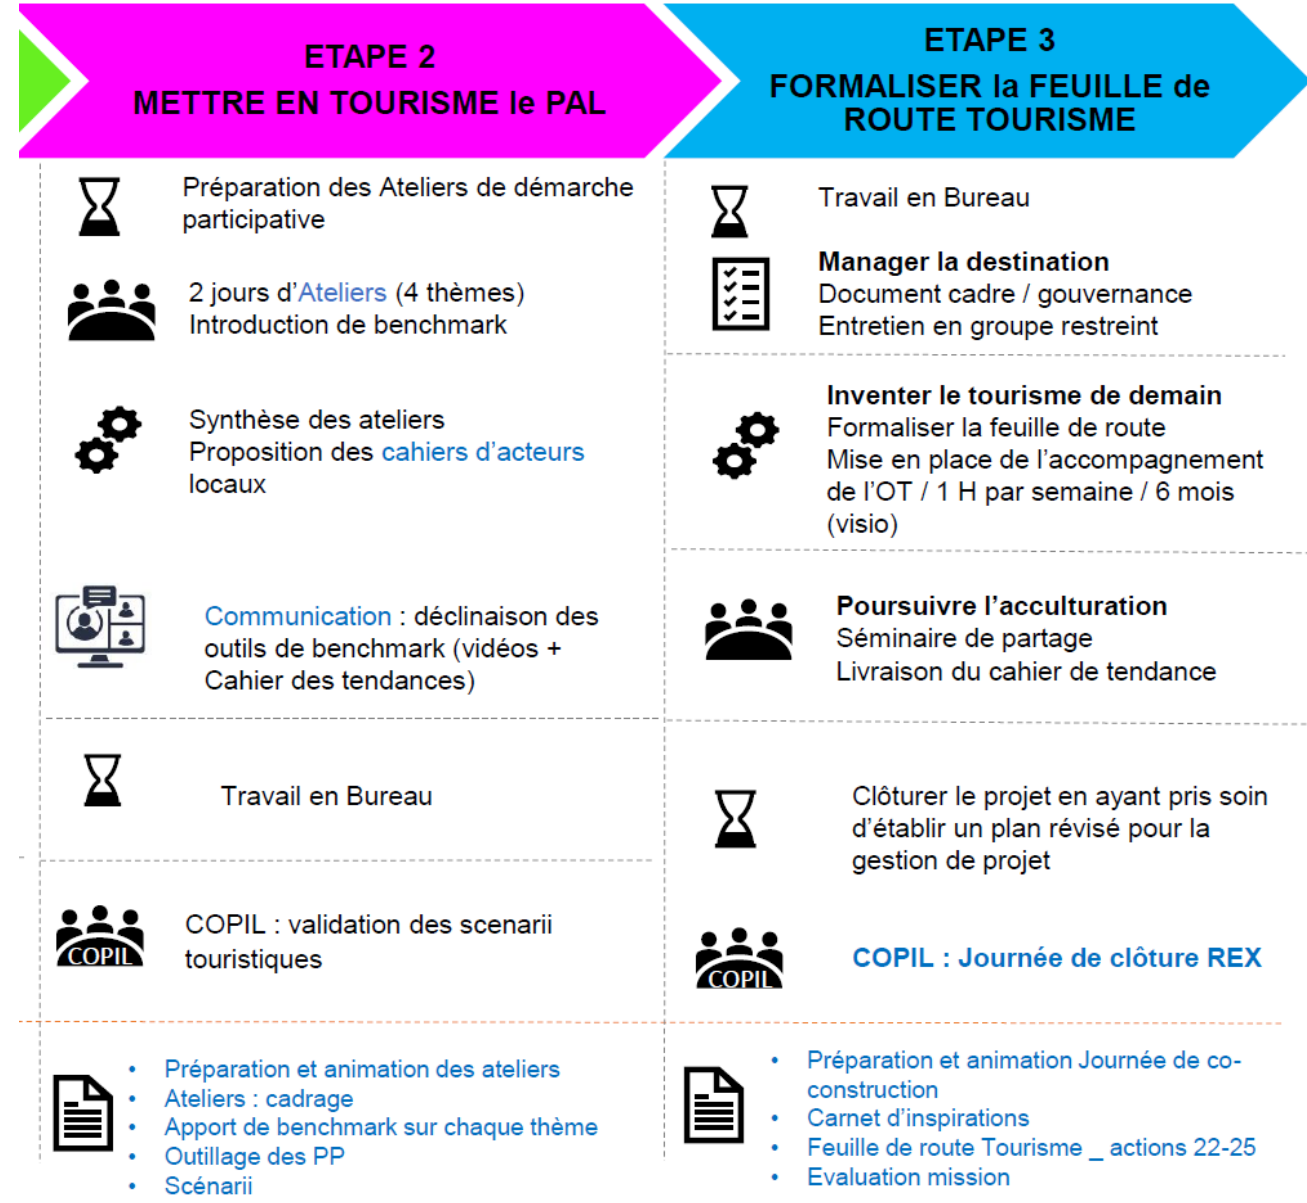 ETAPE 2
METTRE EN TOURISME le PAL
Préparation des Ateliers de démarche
participative
2 jours d’Ateliers (4 thèmes)
Introduction de benchmark
Synthèse des ateliers
Proposition des cahiers d’acteurs
locaux
Communication : déclinaison des
outils de benchmark (vidéos +
Cahier des tendances)
Travail en Bureau
COPIL
COPIL : validation des scenarii
touristiques
• Préparation et animation des ateliers
• Ateliers : cadrage
• Apport de benchmark sur chaque thème
• Outillage des PP
• Scénarii
ETAPE 3
FORMALISER la FEUILLE de
ROUTE TOURISME
Travail en Bureau
Manager la destination
Document cadre / gouvernance
Entretien en groupe restreint
Inventer le tourisme de demain
Formaliser la feuille de route
Mise en place de l’accompagnement
de l’OT / 1 H par semaine / 6 mois
(visio)
Poursuivre l’acculturation
Séminaire de partage
Livraison du cahier de tendance
Clôturer le projet en ayant pris soin
d’établir un plan révisé pour la
gestion de projet
COPIL
COPIL : Journée de clôture REX
• Préparation et animation Journée de co-
construction
• Carnet d’inspirations
• Feuille de route Tourisme _ actions 22-25
• Evaluation mission